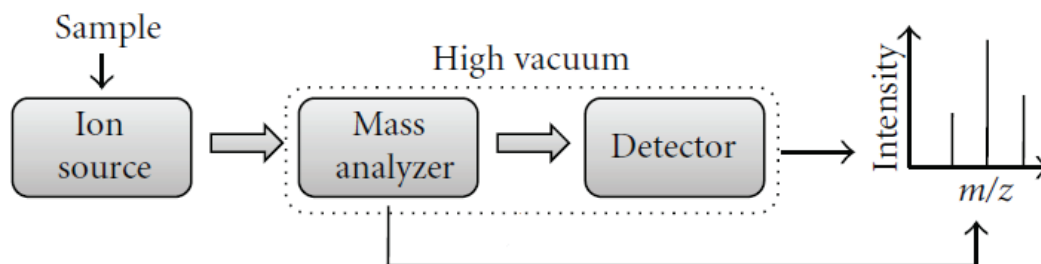 Sample
High vacuum
Ion
source
Mass
analyzer
Detector
Intensity
m/z